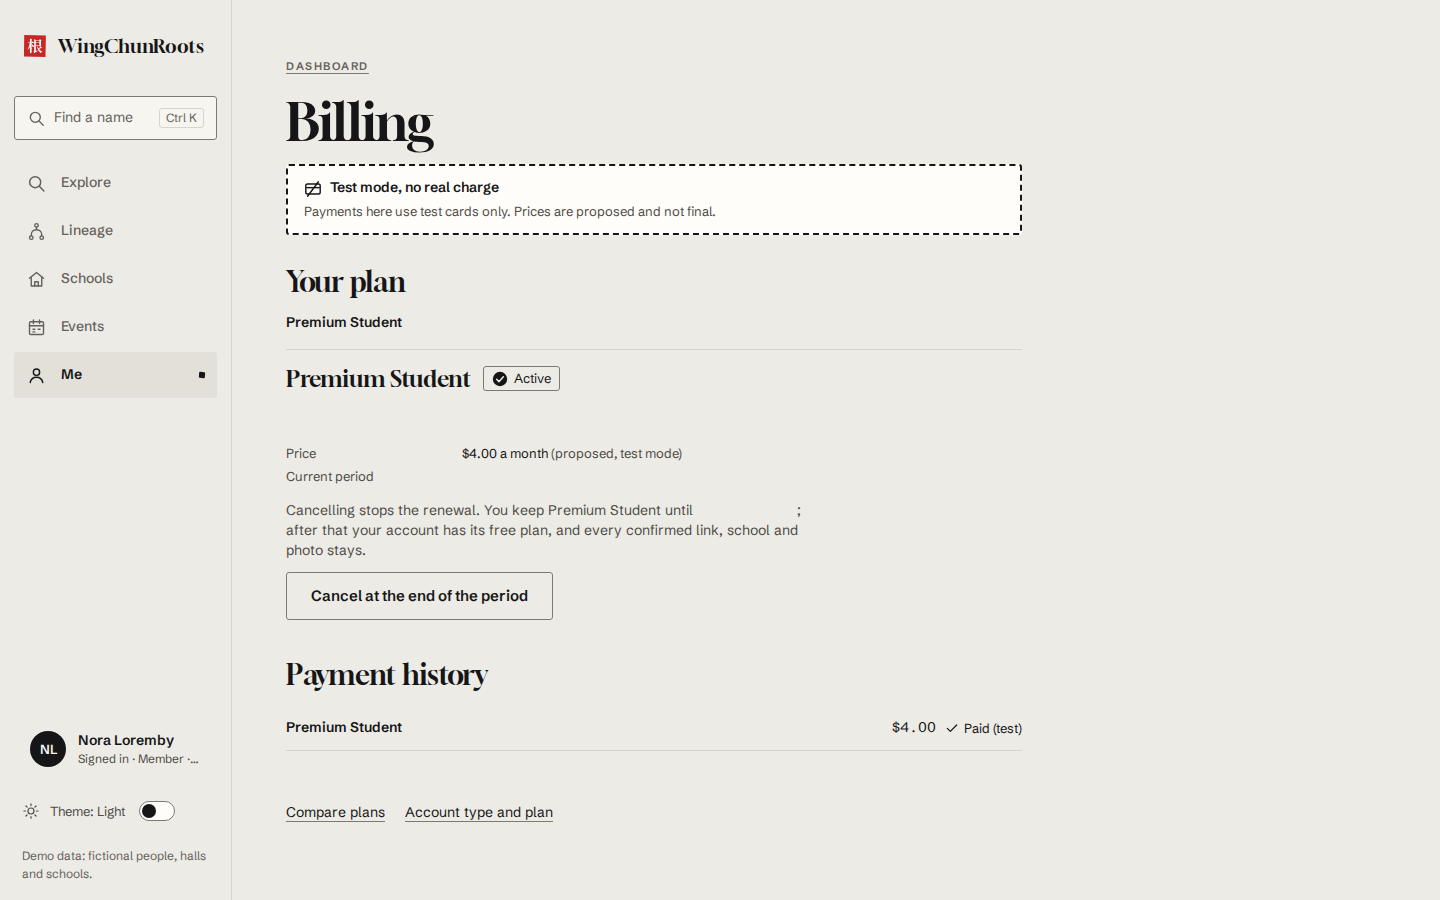 根 WingChunRoots
Find a name Ctrl K
Explore
Lineage
Schools
Events
Me
NL Nora Loremby
Signed in · Member ·...
Theme: Light
Demo data: fictional people, halls
and schools.
DASHBOARD
Billing
Test mode, no real charge
Payments here use test cards only. Prices are proposed and not final.
Your plan
Premium Student
Premium Student Active
Price $4.00 a month (proposed, test mode)
Current period
Cancelling stops the renewal. You keep Premium Student until ;
after that your account has its free plan, and every confirmed link, school and
photo stays.
Cancel at the end of the period
Payment history
Premium Student $4.00 Paid (test)
Compare plans Account type and plan